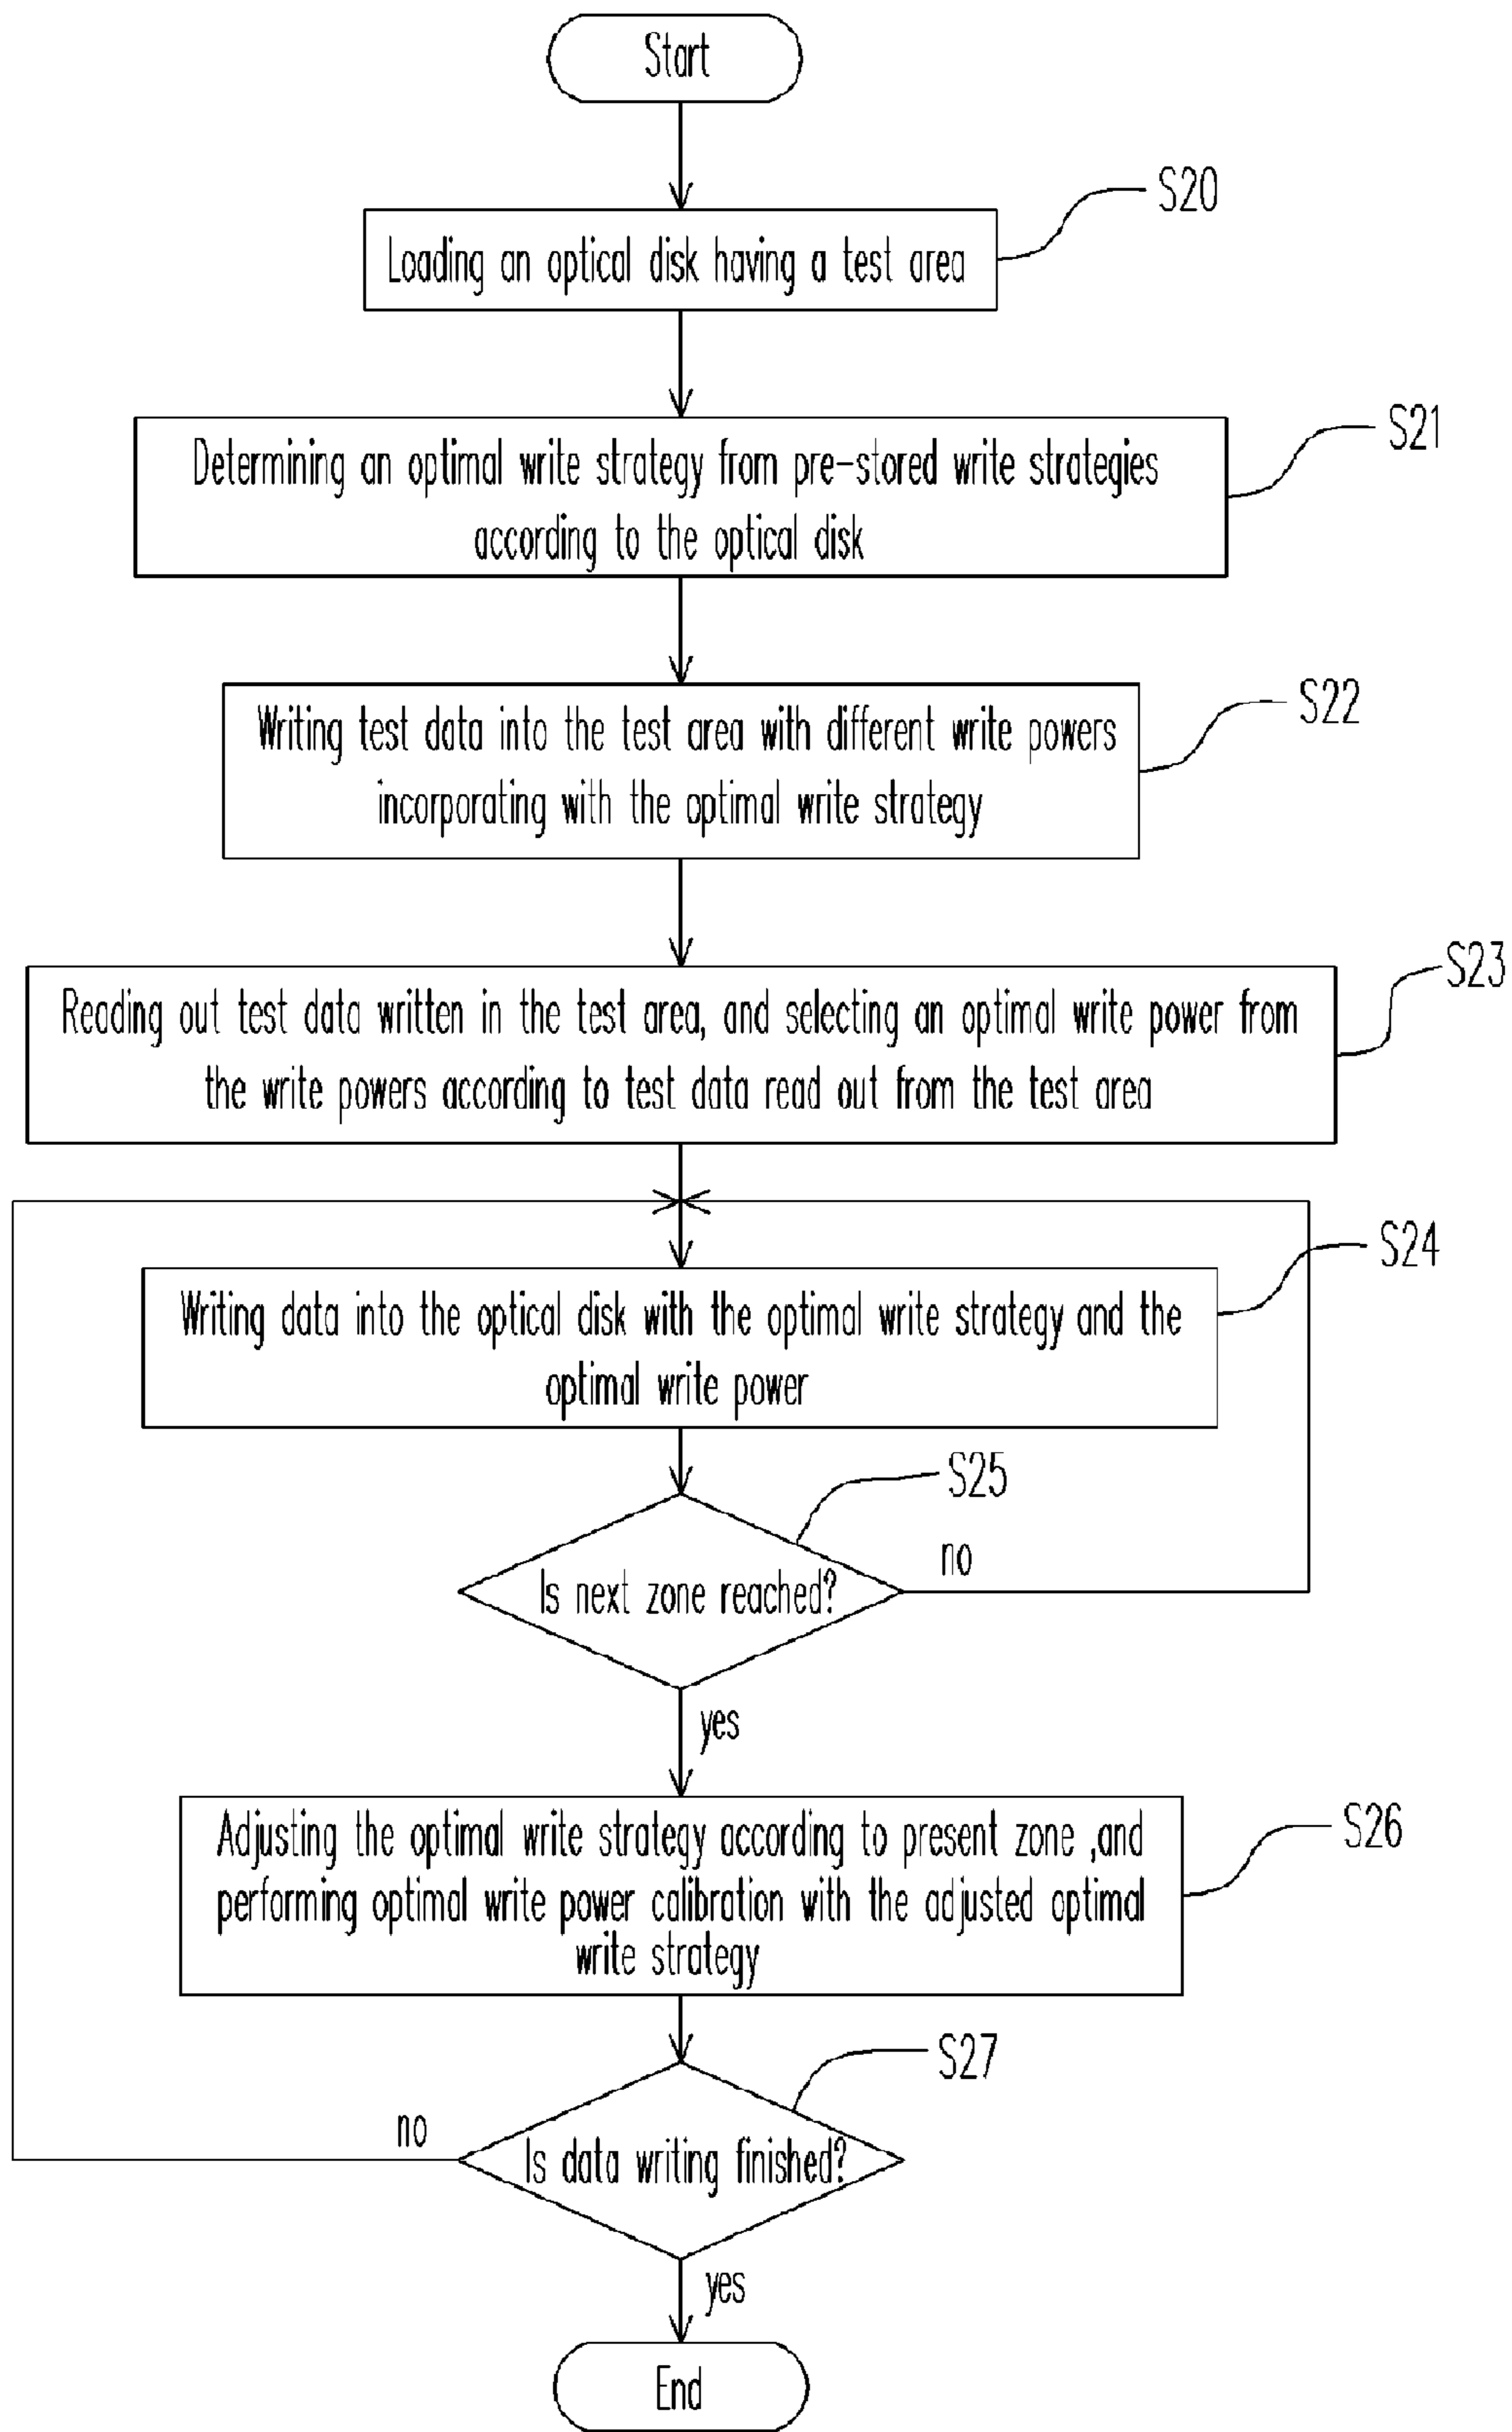 Start
S20
Loading an optical disk having a test area
S21
Determining an optimal write strategy from pre-stored write strategies
according to the optical disk
S22
Writing test data into the test area with different write powers
incorporating with the optimal write strategy
S23
Reading out test data written in the test area, and selecting an optimal write power from
the write powers according to test data read out from the test area
S24
Writing data into the optical disk with the optimal write strategy and the
optimal write power
S25
no
Is next zone reached?
yes
Adjusting the optimal write strategy according to present zone ,and
S26
performing optimal write power calibration with the adjusted optimal
write strategy
S27
no
Is data writing finished?
yes
End